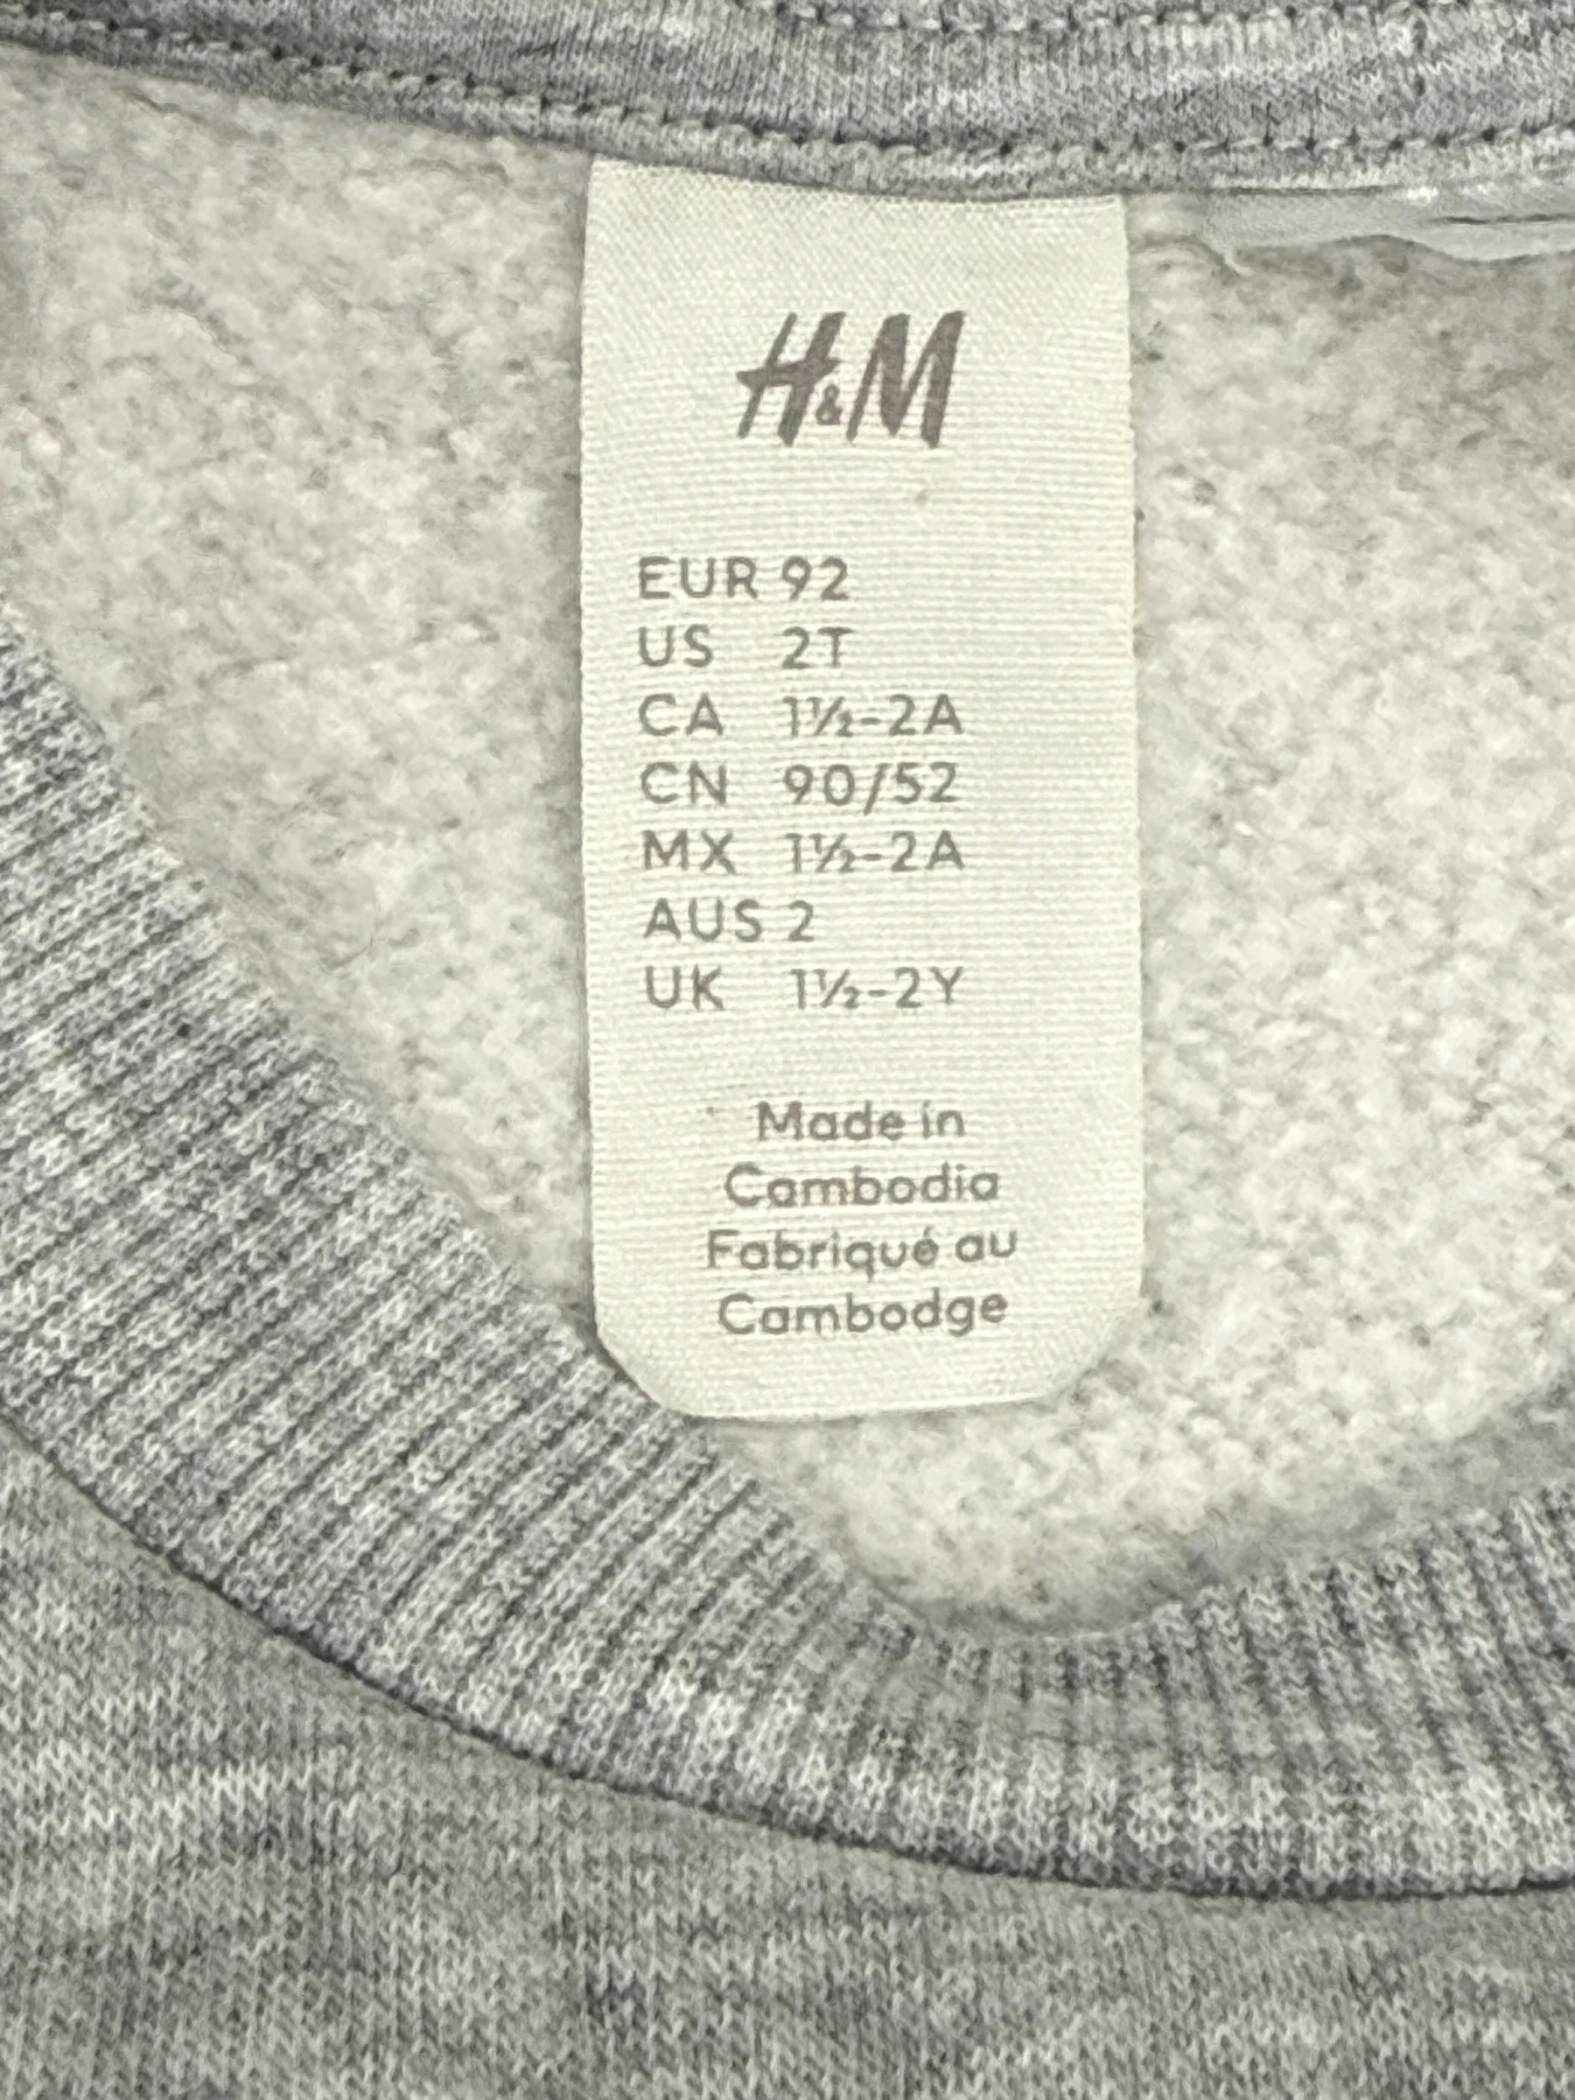 H&M
EUR 92
US 2T
CA 1½-2A
CN 90/52
MX 1½-2A
AUS 2
UK 1½-2Y
Made in
Cambodia
Fabriqué au
Cambodge